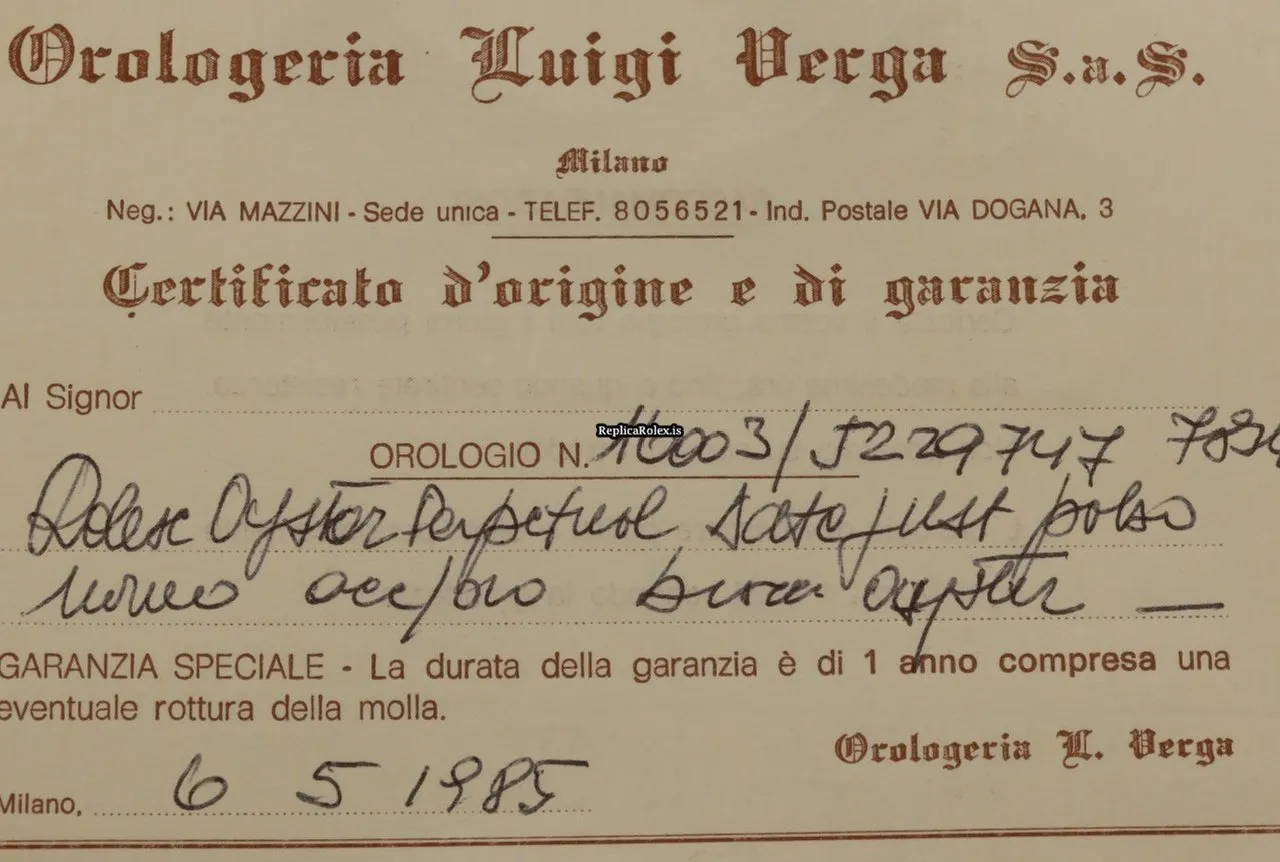 Orologeria Luigi Verga S.a.S.
Milano
Neg.: VIA MAZZINI - Sede unica - TELEF. 8056521 - Ind. Postale VIA DOGANA, 3
Certificato d'origine e di garanzia
Al Signor
ReplicaRolex.is
OROLOGIO N. 16003/5229747
Rolex Oyster Perpetual Datejust polso
uomo acc/oro Oyster —
GARANZIA SPECIALE - La durata della garanzia è di 1 anno compresa una
eventuale rottura della molla.
Orologeria L. Verga
Milano, 6 5 1985